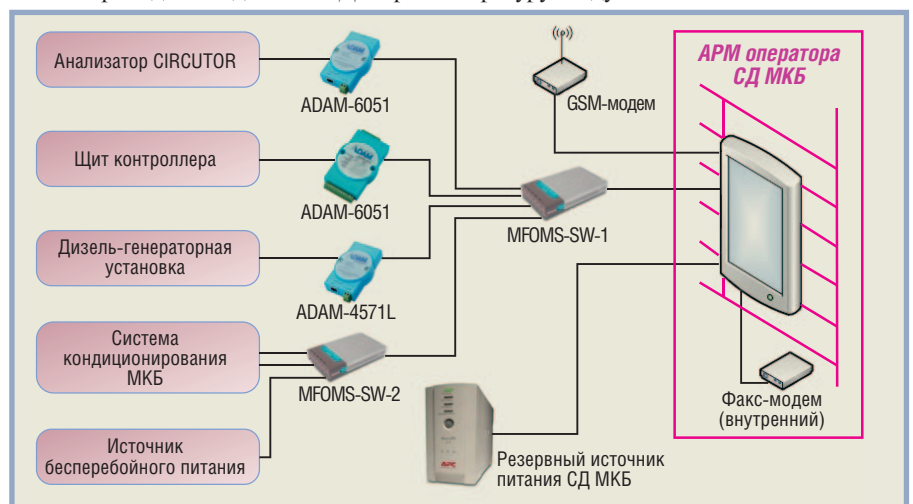 Анализатор CIRCUTOR
ADAM-6051
Щит контроллера
ADAM-6051
Дизель-генераторная
установка
ADAM-4571L
Система
кондиционирования
МКБ
MFOMS-SW-2
Источник
бесперебойного питания
MFOMS-SW-1
GSM-модем
АРМ оператора
СД МКБ
Факс-модем
(внутренний)
APC
Резервный источник
питания СД МКБ